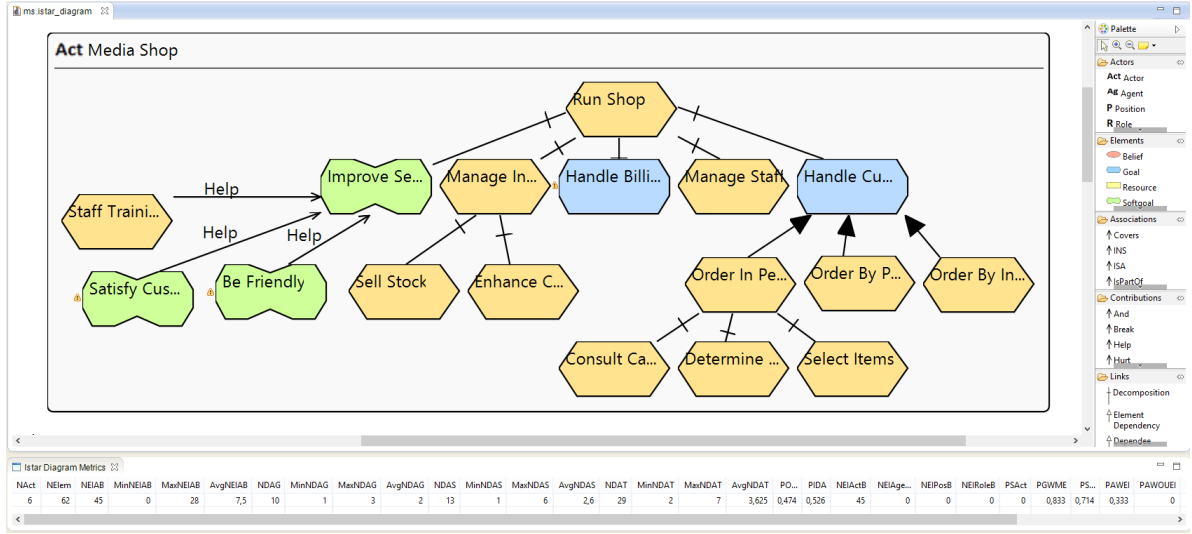 ms.istar_diagram
Act Media Shop
Run Shop
Improve Se...
Manage In...
Handle Billi...
Manage Staff
Handle Cu...
Help
Staff Traini...
Help
Help
Satisfy Cus...
Be Friendly
Sell Stock
Enhance C...
Order In Pe...
Order By P...
Order By In...
Consult Ca...
Determine ...
Select Items
Palette
Actors
Act Actor
Ag Agent
P Position
R Role
Elements
Belief
Goal
Resource
Softgoal
Associations
Covers
INS
ISA
IsPartOf
Contributions
And
Break
Help
Hurt
Links
Decomposition
Element
Dependency
Dependee
Istar Diagram Metrics
NAct NElem NEIAB MinNEIAB MaxNEIAB AvgNEIAB NDAG MinNDAG MaxNDAG AvgNDAG NDAS MinNDAS MaxNDAS AvgNDAS NDAT MinNDAT MaxNDAT AvgNDAT PO... PIDA NEIActB NEIAge... NEIPosB NEIRoleB PSAct PGWME PS... PAWEI PAWOUEI
6 62 45 0 28 7,5 10 1 3 2 13 1 6 2,6 29 2 7 3,625 0,474 0,526 45 0 0 0 0 0,833 0,714 0,333 0